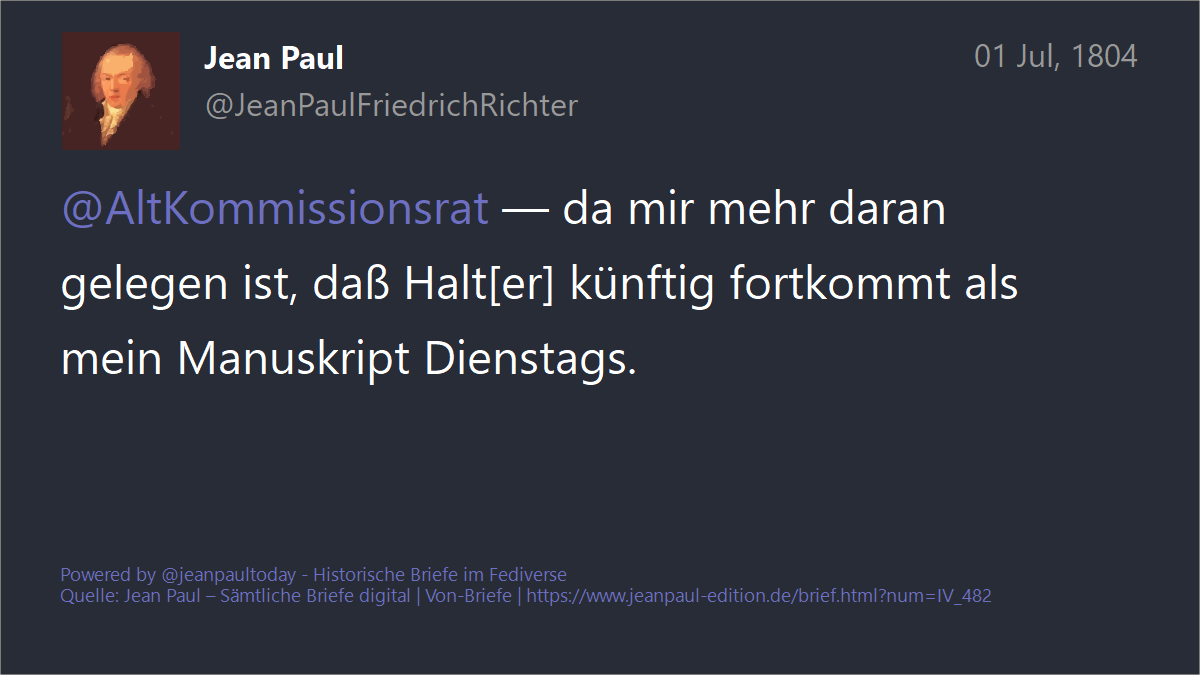 Jean Paul
01 Jul, 1804
@JeanPaulFriedrichRichter
@AltKommissionsrat — da mir mehr daran
gelegen ist, daß Halt[er] künftig fortkommt als
mein Manuskript Dienstags.
Powered by @jeanpaultoday - Historische Briefe im Fediverse
Quelle: Jean Paul – Sämtliche Briefe digital | Von-Briefe | https://www.jeanpaul-edition.de/brief.html?num=IV_482